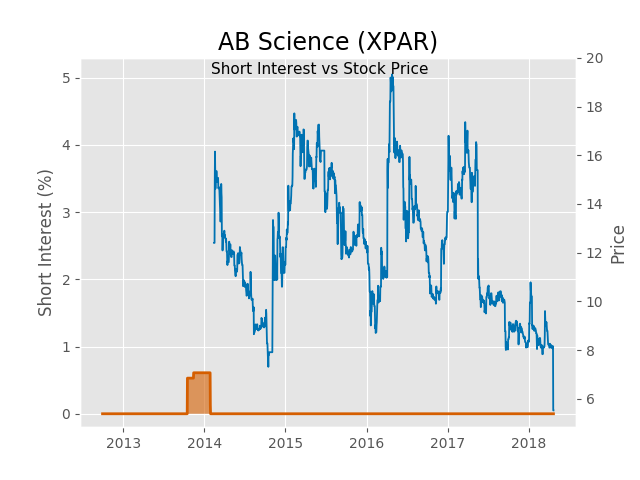 AB Science (XPAR)
Short Interest vs Stock Price
Short Interest (%)
5
4
3
2
1
0
20
18
16
14
12
10
8
6
Price
2013 2014 2015 2016 2017 2018